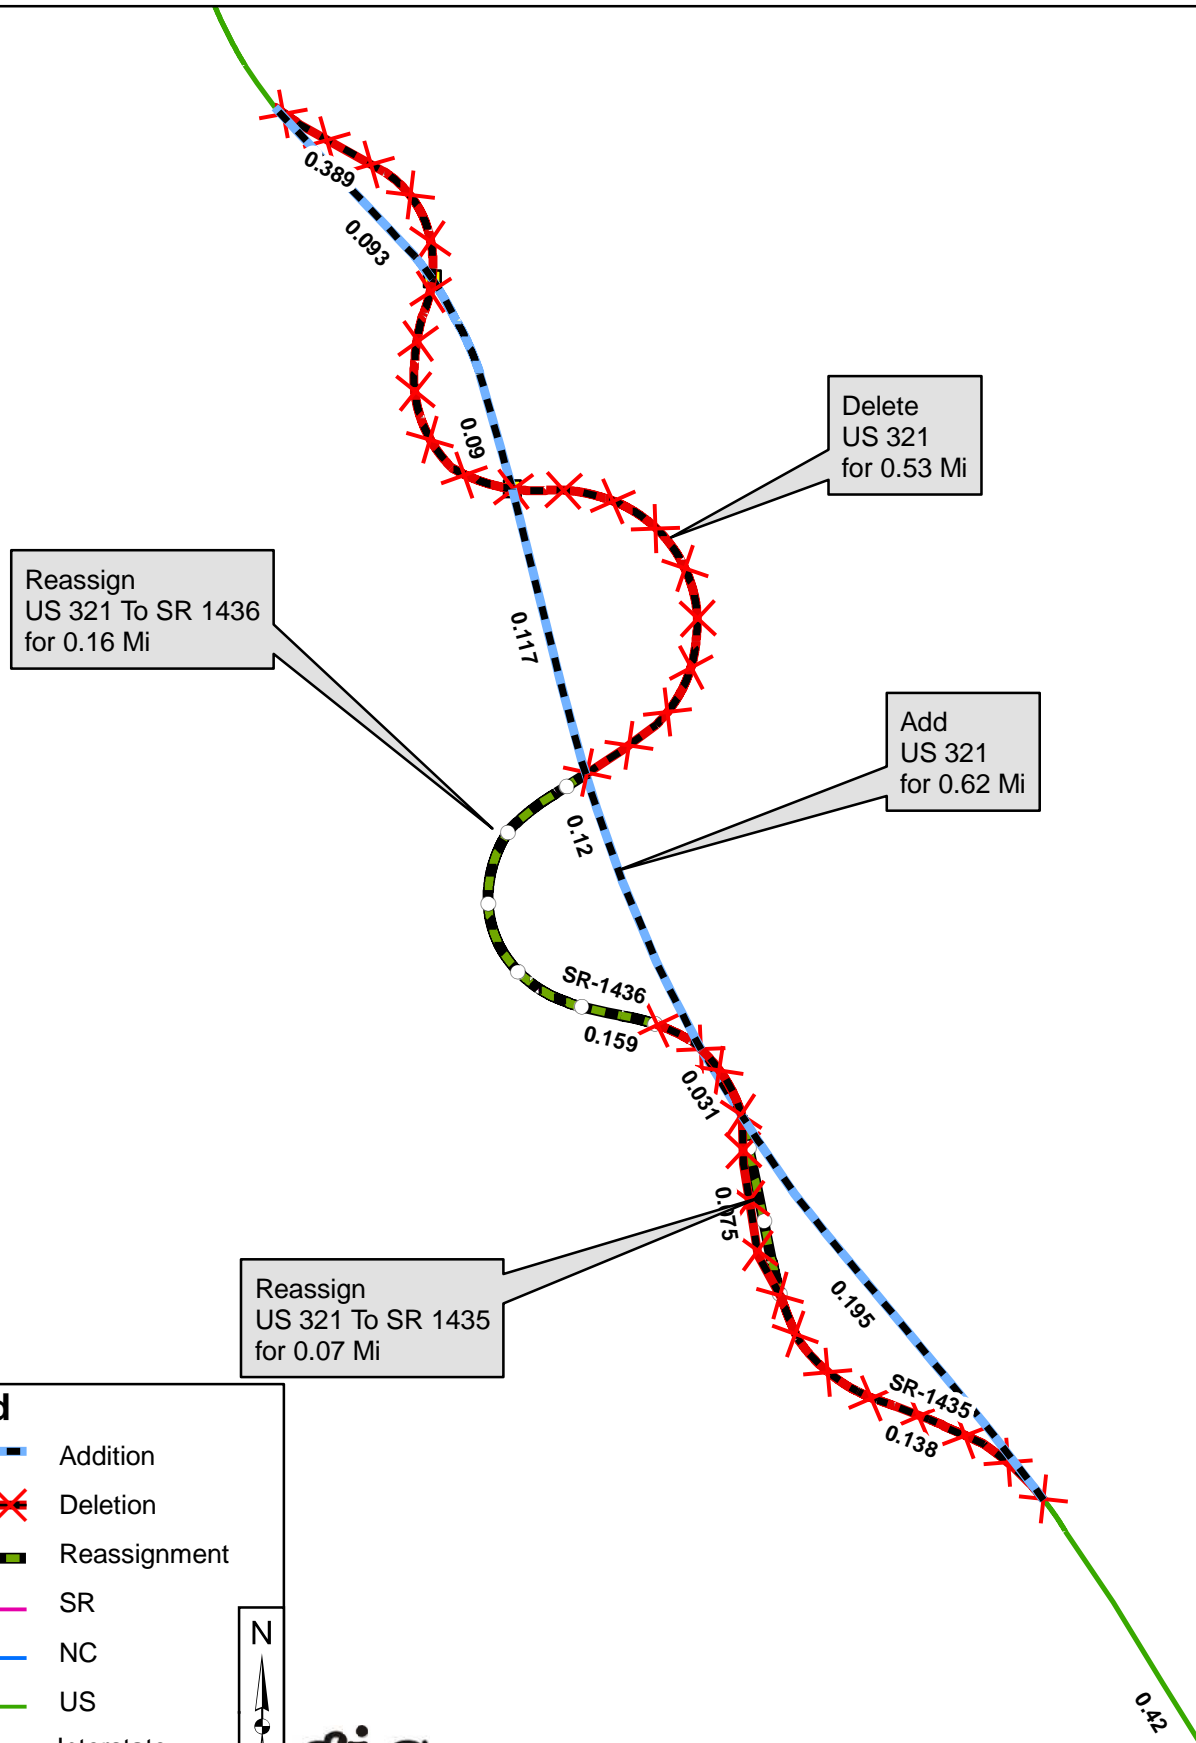 0.389
0.093
Delete
US 321
for 0.53 Mi
0.09
Reassign
US 321 To SR 1436
for 0.16 Mi
0.117
Add
US 321
for 0.62 Mi
0.12
SR-1436
0.159
0.031
0.075
Reassign
US 321 To SR 1435
for 0.07 Mi
0.195
SR-1435
0.138
d
Addition
Deletion
Reassignment
SR
NC
US
N
0.42